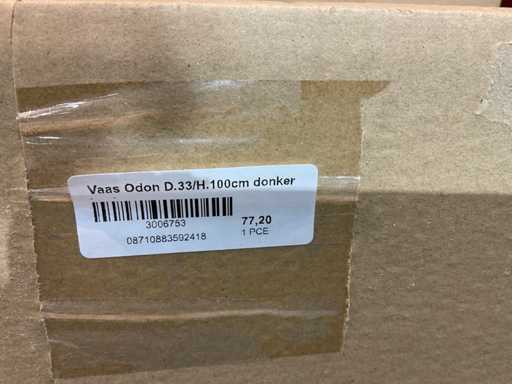 Vaas Odon D.33/H.100cm donker
3006753
77,20
08710883592418
1 PCE